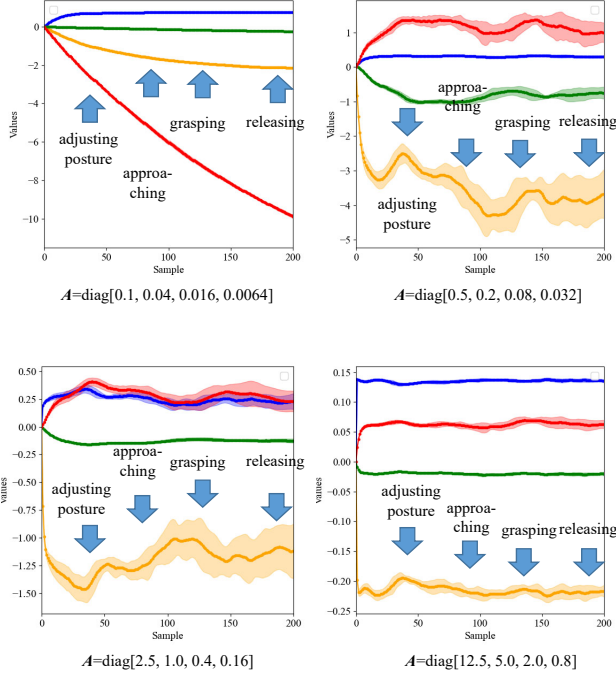 0
−2
−4
−6
−8
−10
Values
0
50
100
150
200
Sample
adjusting
posture
approa-
ching
grasping
releasing
A=diag[0.1, 0.04, 0.016, 0.0064]
1
0
−1
−2
−3
−4
−5
Values
0
50
100
150
200
Sample
approa-
ching
grasping
releasing
adjusting
posture
A=diag[0.5, 0.2, 0.08, 0.032]
0.50
0.25
0.00
−0.25
−0.50
−0.75
−1.00
−1.25
−1.50
values
0
50
100
150
200
Sample
adjusting
posture
approa-
ching
grasping
releasing
A=diag[2.5, 1.0, 0.4, 0.16]
0.15
0.10
0.05
0.00
−0.05
−0.10
−0.15
−0.20
−0.25
values
0
50
100
150
200
Sample
adjusting
posture
approa-
ching
grasping
releasing
A=diag[12.5, 5.0, 2.0, 0.8]